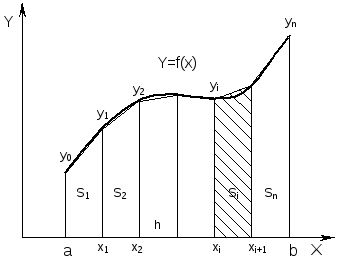 Y
yn
Y=f(x)
y2
yi
y1
y0
S1 S2 Si Sn
h
a x1 x2 xi xi+1 b X